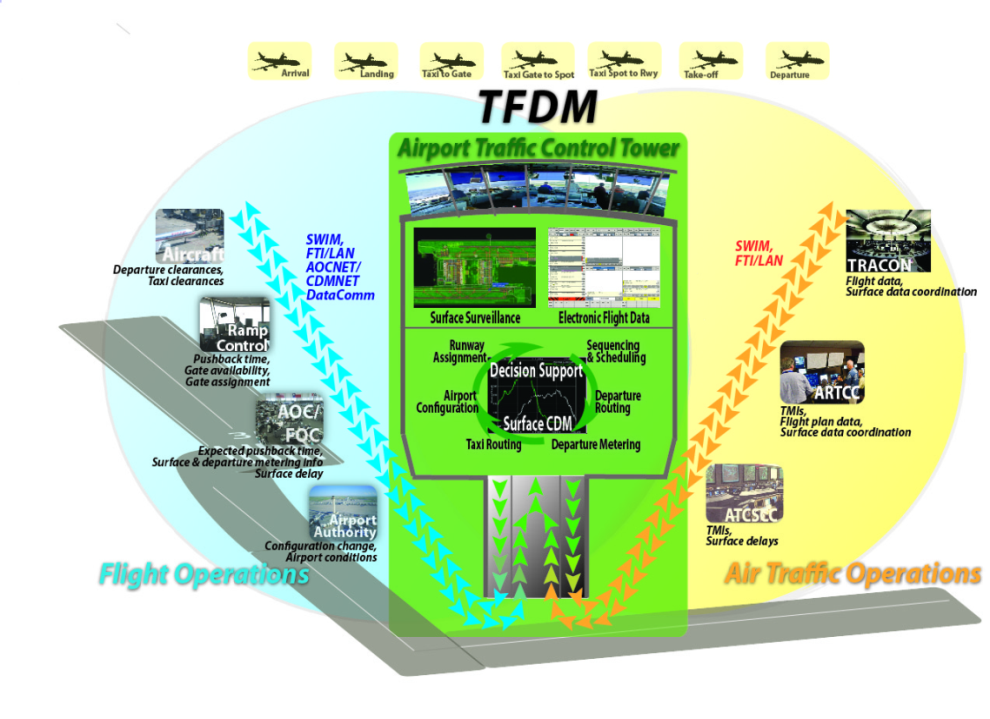 Arrival
Landing
Taxi to Gate
Taxi Gate to Spot
Taxi Spot to Rwy
Take-off
Departure
TFDM
Airport Traffic Control Tower
Aircraft
Departure clearances,
Taxi clearances
Ramp
Control
Pushback time,
Gate availability,
Gate assignment
AOC/
FOC
Expected pushback time,
Surface & departure metering info
Surface delay
Airport
Authority
Configuration change,
Airport conditions
Flight Operations
SWIM,
FTI/LAN
AOCNET/
CDMNET
DataComm
Surface Surveillance
Electronic Flight Data
Runway
Assignment
Sequencing
& Scheduling
Decision Support
Airport
Configuration
Departure
Routing
Surface CDM
Taxi Routing
Departure Metering
SWIM,
FTI/LAN
TRACON
Flight data,
Surface data coordination
ARTCC
TMIs,
Flight plan data,
Surface data coordination
ATCSCC
TMIs,
Surface delays
Air Traffic Operations